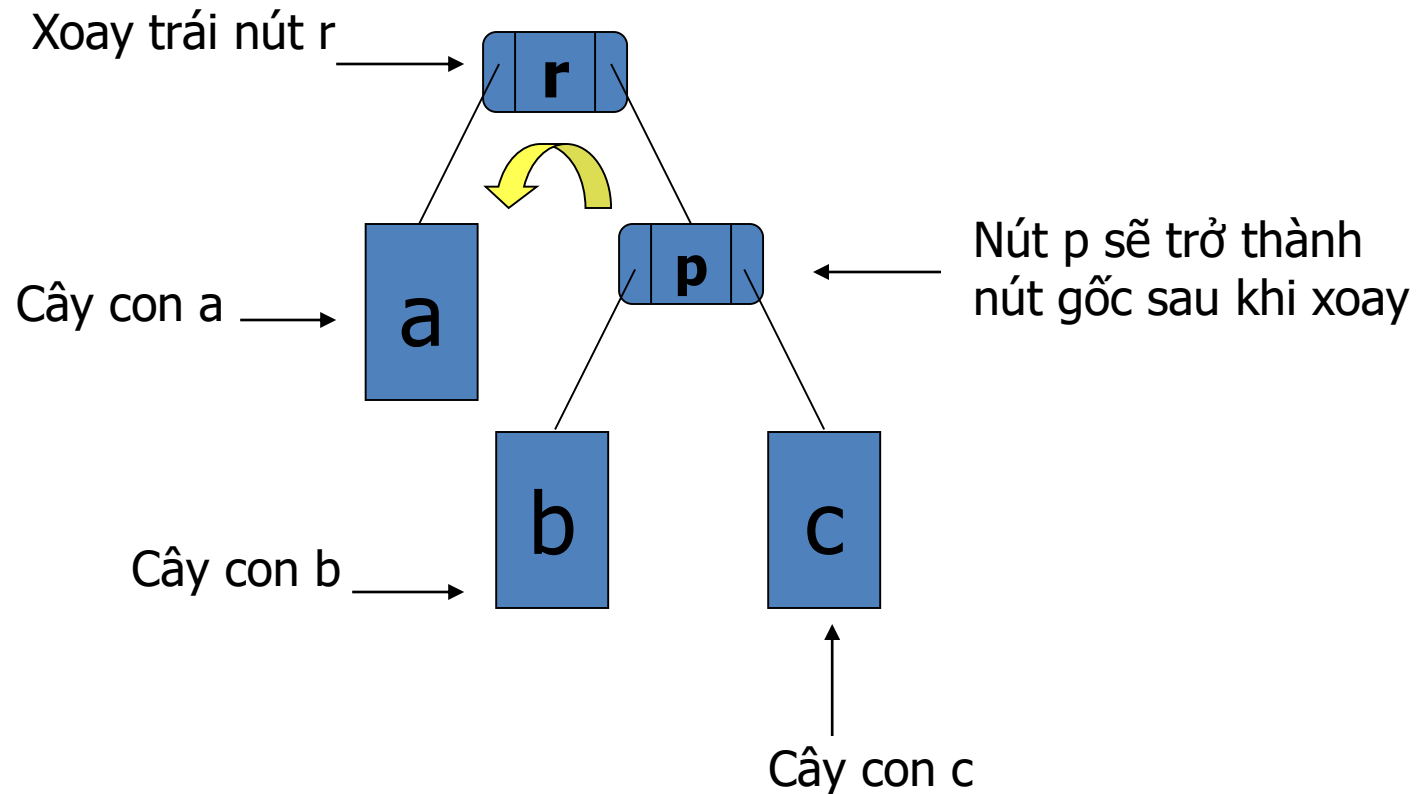 Xoay trái nút r
r
p
Nút p sẽ trở thành
nút gốc sau khi xoay
Cây con a
a
b
c
Cây con b
Cây con c